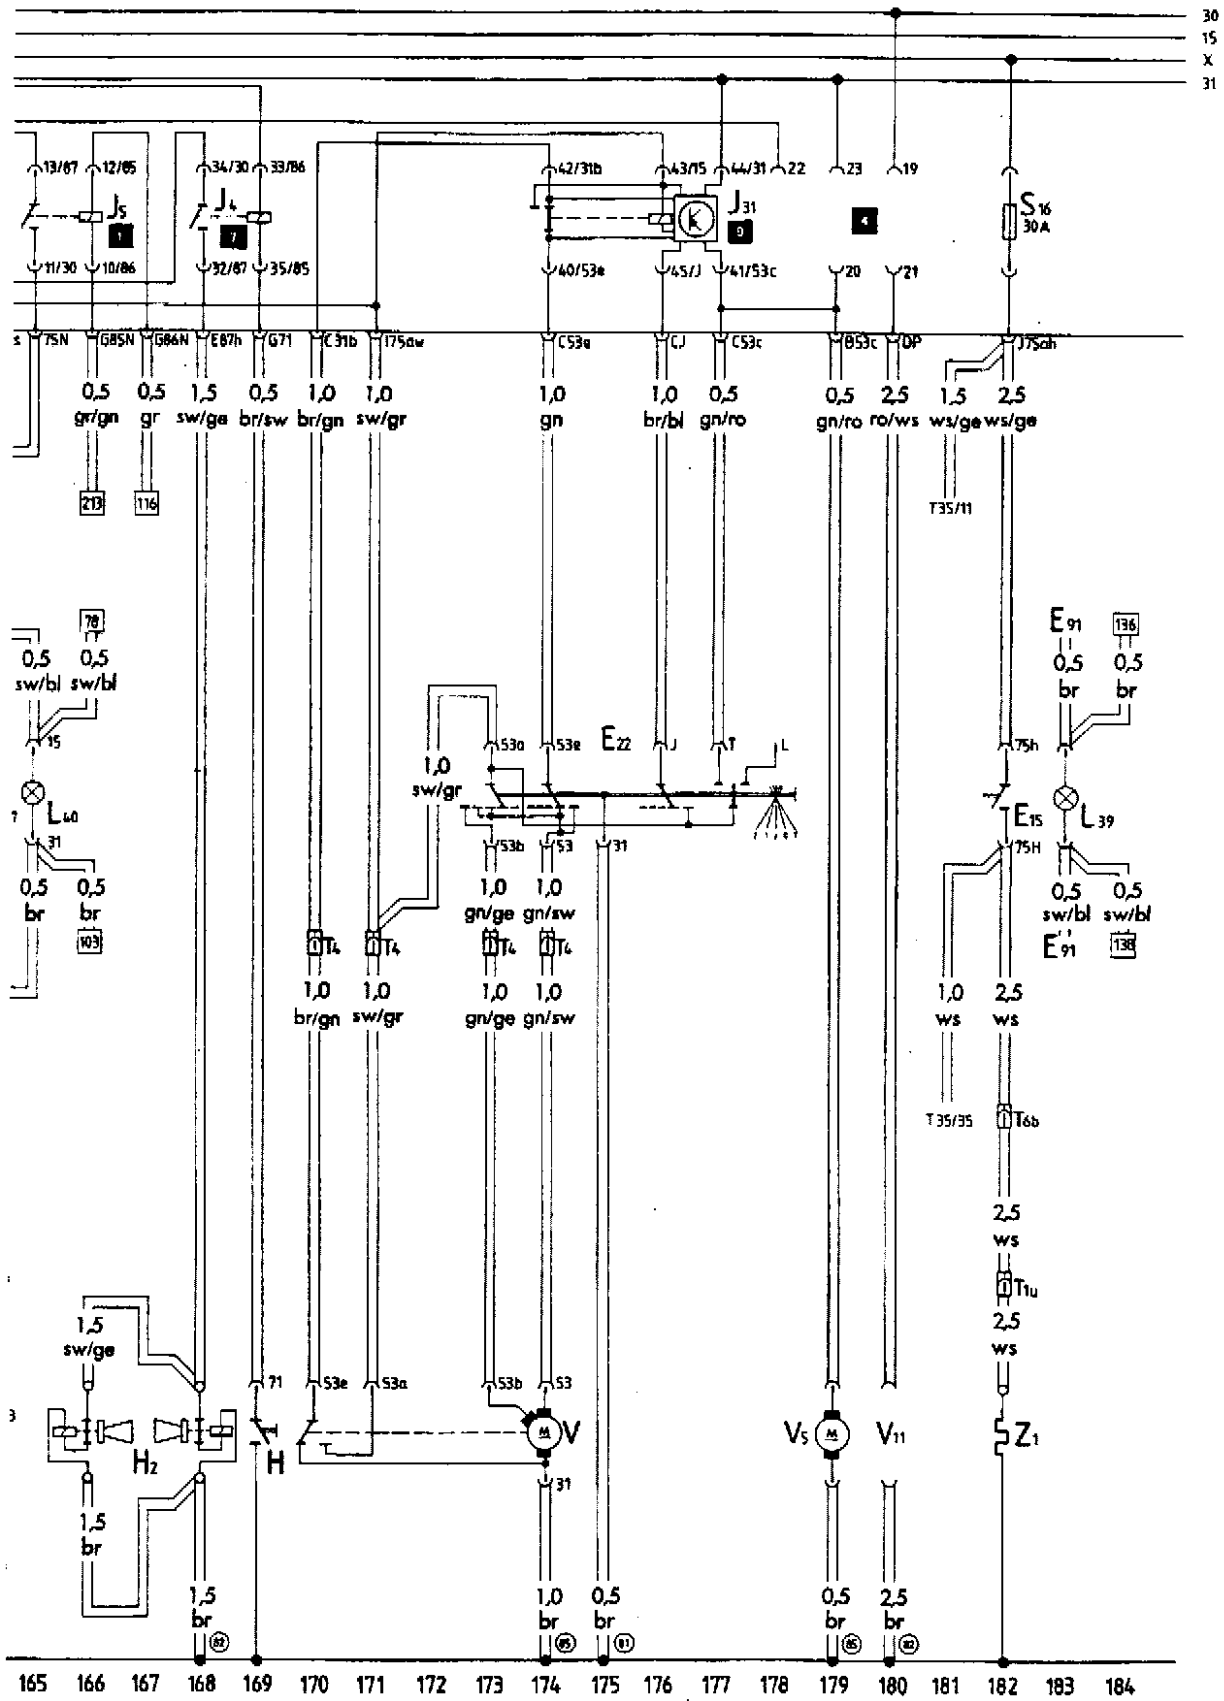 30
15
X
31
13/87 12/85 34/30 33/86 42/31b 43/15 44/31 22 23 19
J5 J4 J31 S16
1 7 9 4 30A
11/30 10/86 32/87 35/85 40/53e 45/J 41/53c 20 21
s 75N G85N G86N E87h G71 C31b I75aw C53e CJ C53c B53c DP J75ah
0,5 0,5 1,5 0,5 1,0 1,0 1,0 1,0 0,5 0,5 2,5 1,5 2,5
gr/gn gr sw/ge br/sw br/gn sw/gr gn br/bl gn/ro gn/ro ro/ws ws/ge ws/ge
213 116 T35/11
78 E91 136
0,5 0,5 0,5 0,5
sw/bl sw/bl br br
15 53a 53e E22 J T L 75h
1,0
sw/gr
L40 E15 L39
31 53b 53 31 75H
0,5 0,5 1,0 1,0 1,0 0,5 0,5
br br gn/ge gn/sw sw/bl sw/bl
103 T4 T4 T4 T4 E91 138
1,0 1,0 1,0 1,0 1,0 2,5
br/gn sw/gr gn/ge gn/sw ws ws
T35/35 T6b
2,5
ws
T1u
1,5 2,5
sw/ge ws
71 53e 53a 53b 53
H2 H M V V5 M V11 Z1
31
1,5
br
1,5 1,0 0,5 0,5 2,5
br br br br br
82 85 81 85 82
165 166 167 168 169 170 171 172 173 174 175 176 177 178 179 180 181 182 183 184